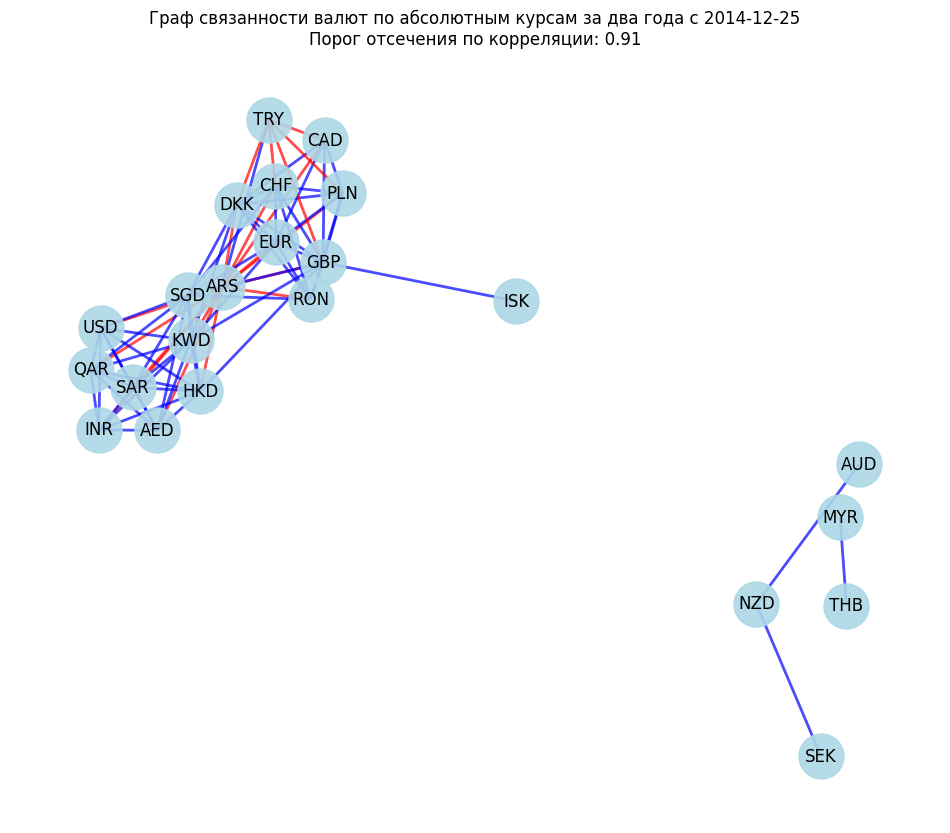 Граф связанности валют по абсолютным курсам за два года с 2014-12-25
Порог отсечения по корреляции: 0.91
TRY
CAD
CHF
PLN
DKK
EUR
GBP
ARS
SGD
RON
ISK
USD
KWD
QAR
SAR
HKD
INR
AED
AUD
MYR
NZD
THB
SEK